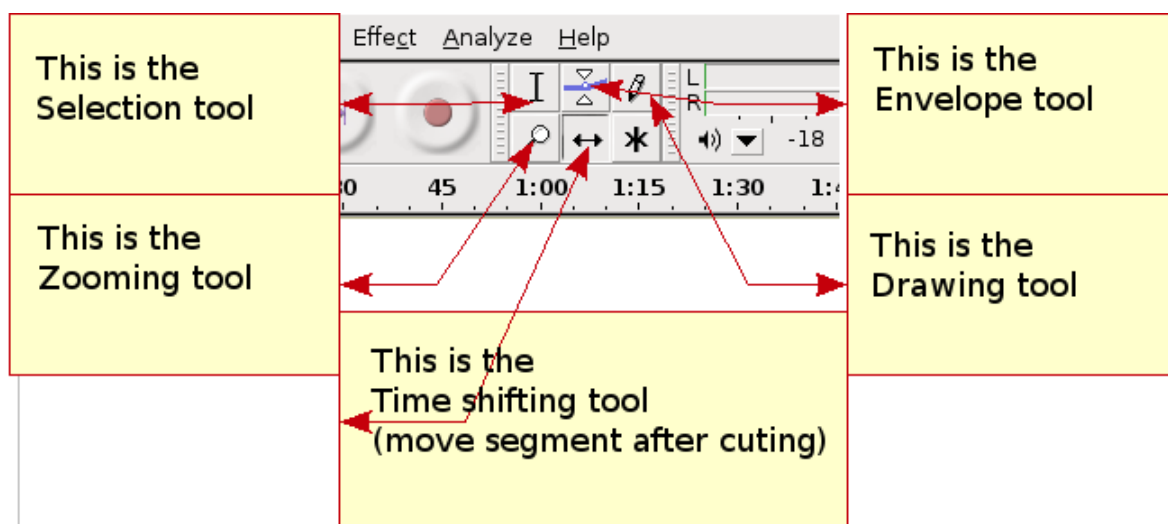 This is the
Selection tool
Effect Analyze Help
This is the
Envelope tool
L
R
-18
45 1:00 1:15 1:30
This is the
Zooming tool
This is the
Drawing tool
This is the
Time shifting tool
(move segment after cuting)